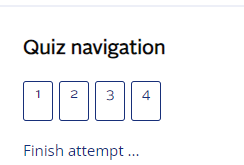 Quiz navigation
1 2 3 4
Finish attempt ...